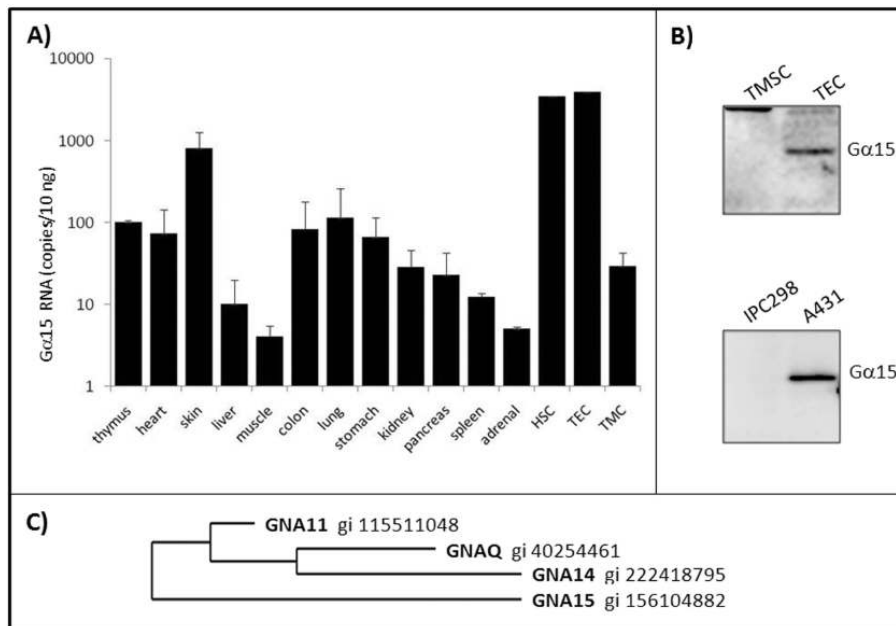 A)
10000
1000
100
10
1
Gα15 RNA (copies/10 ng)
thymus
heart
skin
liver
muscle
colon
lung
stomach
kidney
pancreas
spleen
adrenal
HSC
TEC
TMC
B)
TMSC TEC
Gα15
IPC298 A431
Gα15
C)
GNA11 gi 115511048
GNAQ gi 40254461
GNA14 gi 222418795
GNA15 gi 156104882